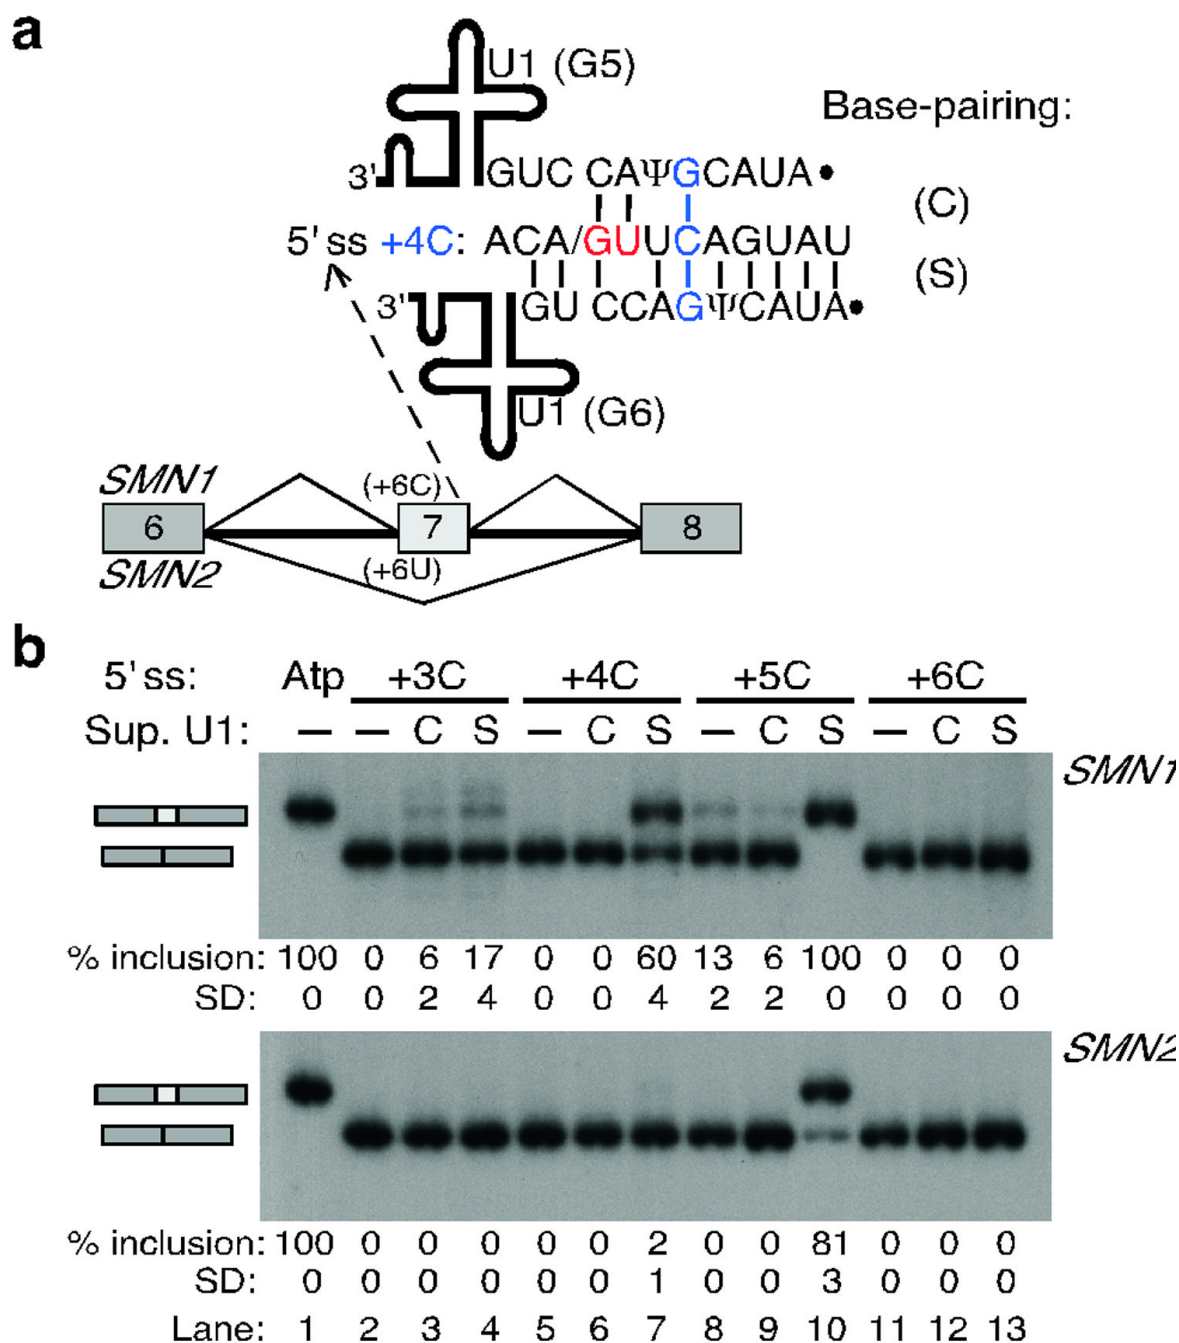 a
U1 (G5)
Base-pairing:
3' GUCCAΨGCAUA•
(C)
5'ss +4C: ACA/GUUCAGUAU
(S)
3' GUCCAGΨCAUA•
U1 (G6)
SMN1
(+6C)
6 7 8
(+6U)
SMN2
b
5'ss: Atp +3C +4C +5C +6C
Sup. U1: — — C S — C S — C S — C S
SMN1
% inclusion: 100 0 6 17 0 0 60 13 6 100 0 0 0
SD: 0 0 2 4 0 0 4 2 2 0 0 0 0
SMN2
% inclusion: 100 0 0 0 0 0 2 0 0 81 0 0 0
SD: 0 0 0 0 0 0 1 0 0 3 0 0 0
Lane: 1 2 3 4 5 6 7 8 9 10 11 12 13